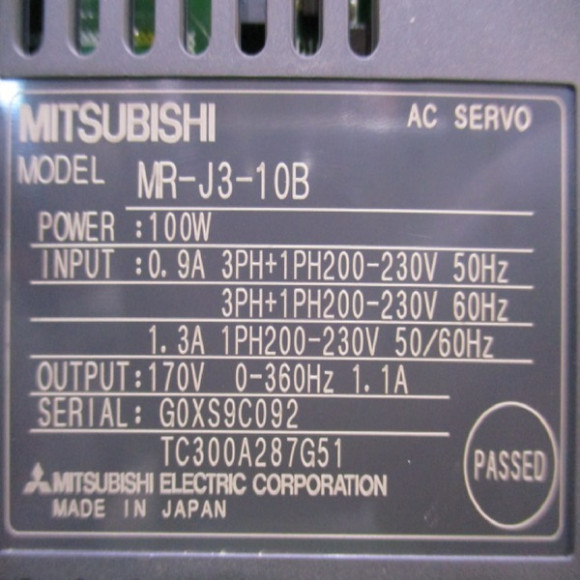 MITSUBISHI AC SERVO
MODEL MR-J3-10B
POWER :100W
INPUT :0.9A 3PH+1PH200-230V 50Hz
3PH+1PH200-230V 60Hz
1.3A 1PH200-230V 50/60Hz
OUTPUT:170V 0-360Hz 1.1A
SERIAL: G0XS9C092
TC300A287G51
PASSED
MITSUBISHI ELECTRIC CORPORATION
MADE IN JAPAN